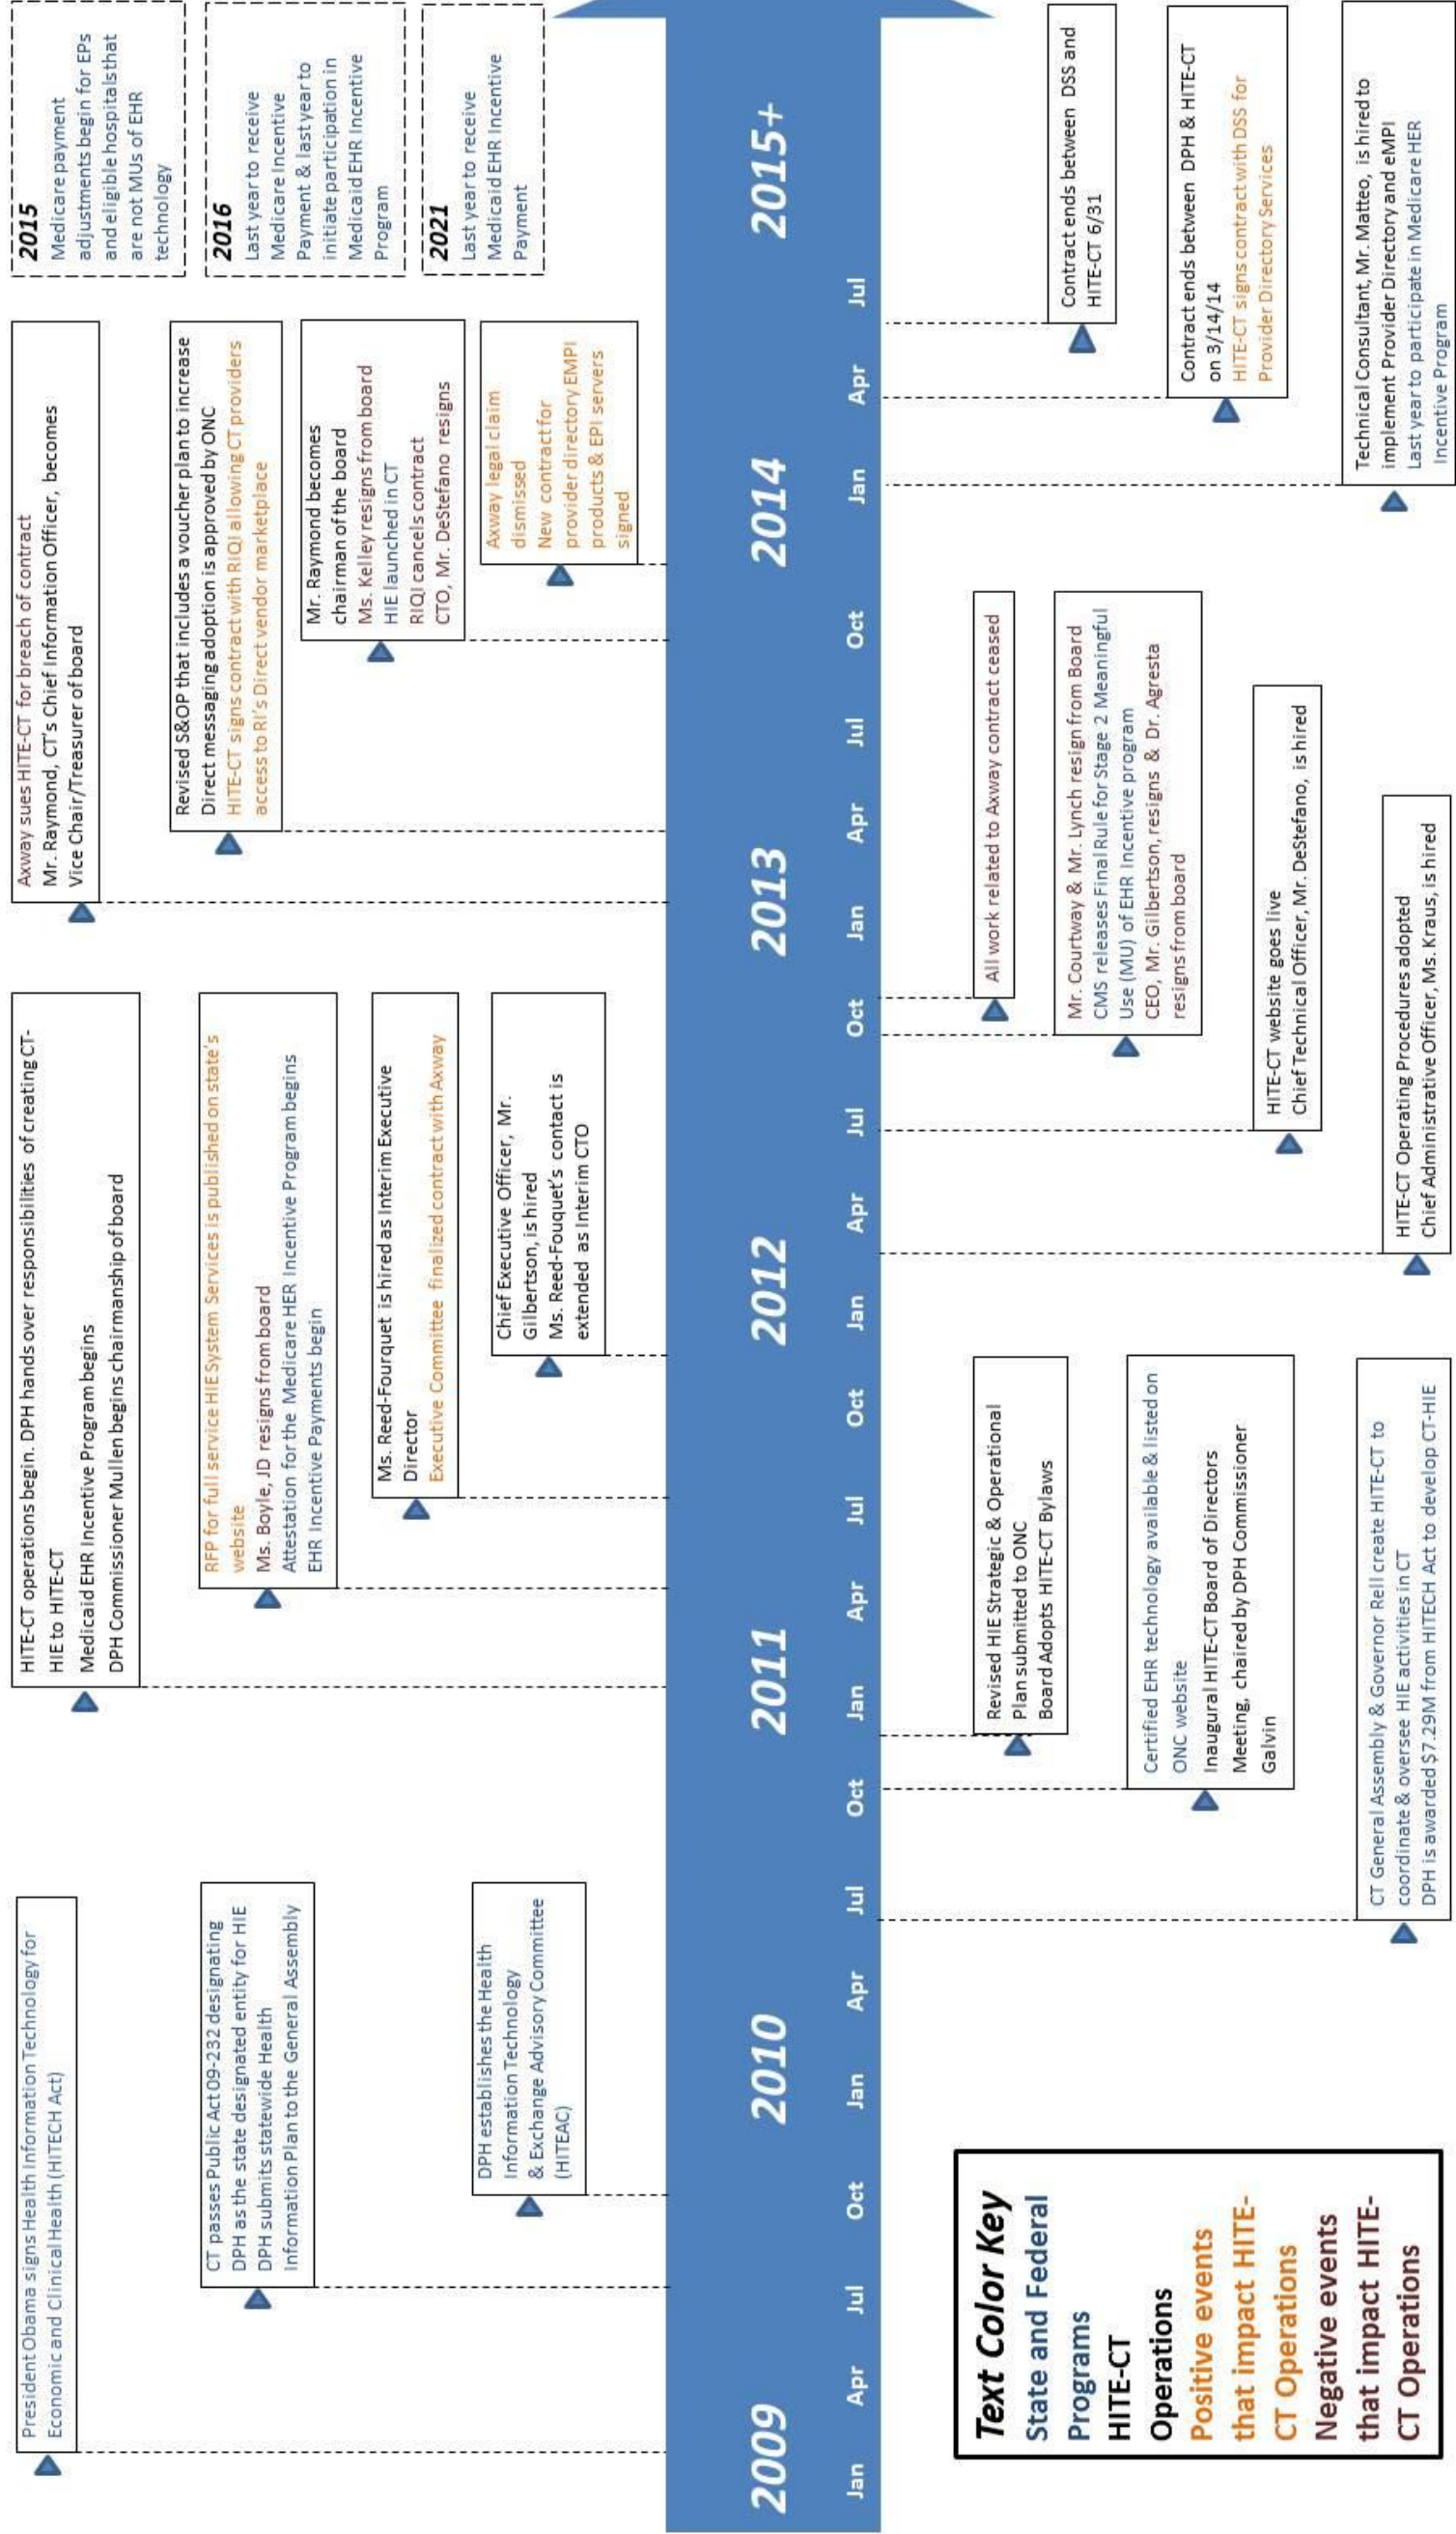 President Obama signs Health Information Technology for
Economic and Clinical Health (HITECH Act)
CT passes Public Act 09-232 designating
DPH as the state designated entity for HIE
DPH submits statewide Health
Information Plan to the General Assembly
DPH establishes the Health
Information Technology
& Exchange Advisory Committee
(HITEAC)
HITE-CT operations begin. DPH hands over responsibilities of creating CT-
HIE to HITE-CT
Medicaid EHR Incentive Program begins
DPH Commissioner Mullen begins chairmanship of board
RFP for full service HIE System Services is published on state's
website
Ms. Boyle, JD resigns from board
Attestation for the Medicare HER Incentive Program begins
EHR Incentive Payments begin
Ms. Reed-Fourquet is hired as Interim Executive
Director
Executive Committee finalized contract with Axway
Chief Executive Officer, Mr.
Gilbertson, is hired
Ms. Reed-Fouquet's contact is
extended as Interim CTO
Axway sues HITE-CT for breach of contract
Mr. Raymond, CT's Chief Information Officer, becomes
Vice Chair/Treasurer of board
Revised S&OP that includes a voucher plan to increase
Direct messaging adoption is approved by ONC
HITE-CT signs contract with RIQI allowing CT providers
access to RI's Direct vendor marketplace
Mr. Raymond becomes
chairman of the board
Ms. Kelley resigns from board
HIE launched in CT
RIQI cancels contract
CTO, Mr. DeStefano resigns
Axway legal claim
dismissed
New contract for
provider directory EMPI
products & EPI servers
signed
2015
Medicare payment
adjustments begin for EPs
and eligible hospitals that
are not MUs of EHR
technology
2016
Last year to receive
Medicare Incentive
Payment & last year to
initiate participation in
Medicaid EHR Incentive
Program
2021
Last year to receive
Medicaid EHR Incentive
Payment
2009 2010 2011 2012 2013 2014 2015+
Jan Apr Jul Oct Jan Apr Jul Oct Jan Apr Jul Oct Jan Apr Jul Oct Jan Apr Jul Oct Jan Apr Jul
Text Color Key
State and Federal
Programs
HITE-CT
Operations
Positive events
that impact HITE-
CT Operations
Negative events
that impact HITE-
CT Operations
Revised HIE Strategic & Operational
Plan submitted to ONC
Board Adopts HITE-CT Bylaws
Certified EHR technology available & listed on
ONC website
Inaugural HITE-CT Board of Directors
Meeting, chaired by DPH Commissioner
Galvin
CT General Assembly & Governor Rell create HITE-CT to
coordinate & oversee HIE activities in CT
DPH is awarded $7.29M from HITECH Act to develop CT-HIE
All work related to Axway contract ceased
Mr. Courtway & Mr. Lynch resign from Board
CMS releases Final Rule for Stage 2 Meaningful
Use (MU) of EHR Incentive program
CEO, Mr. Gilbertson, resigns & Dr. Agresta
resigns from board
HITE-CT website goes live
Chief Technical Officer, Mr. DeStefano, is hired
HITE-CT Operating Procedures adopted
Chief Administrative Officer, Ms. Kraus, is hired
Contract ends between DSS and
HITE-CT 6/31
Contract ends between DPH & HITE-CT
on 3/14/14
HITE-CT signs contract with DSS for
Provider Directory Services
Technical Consultant, Mr. Matteo, is hired to
implement Provider Directory and eMPI
Last year to participate in Medicare HER
Incentive Program